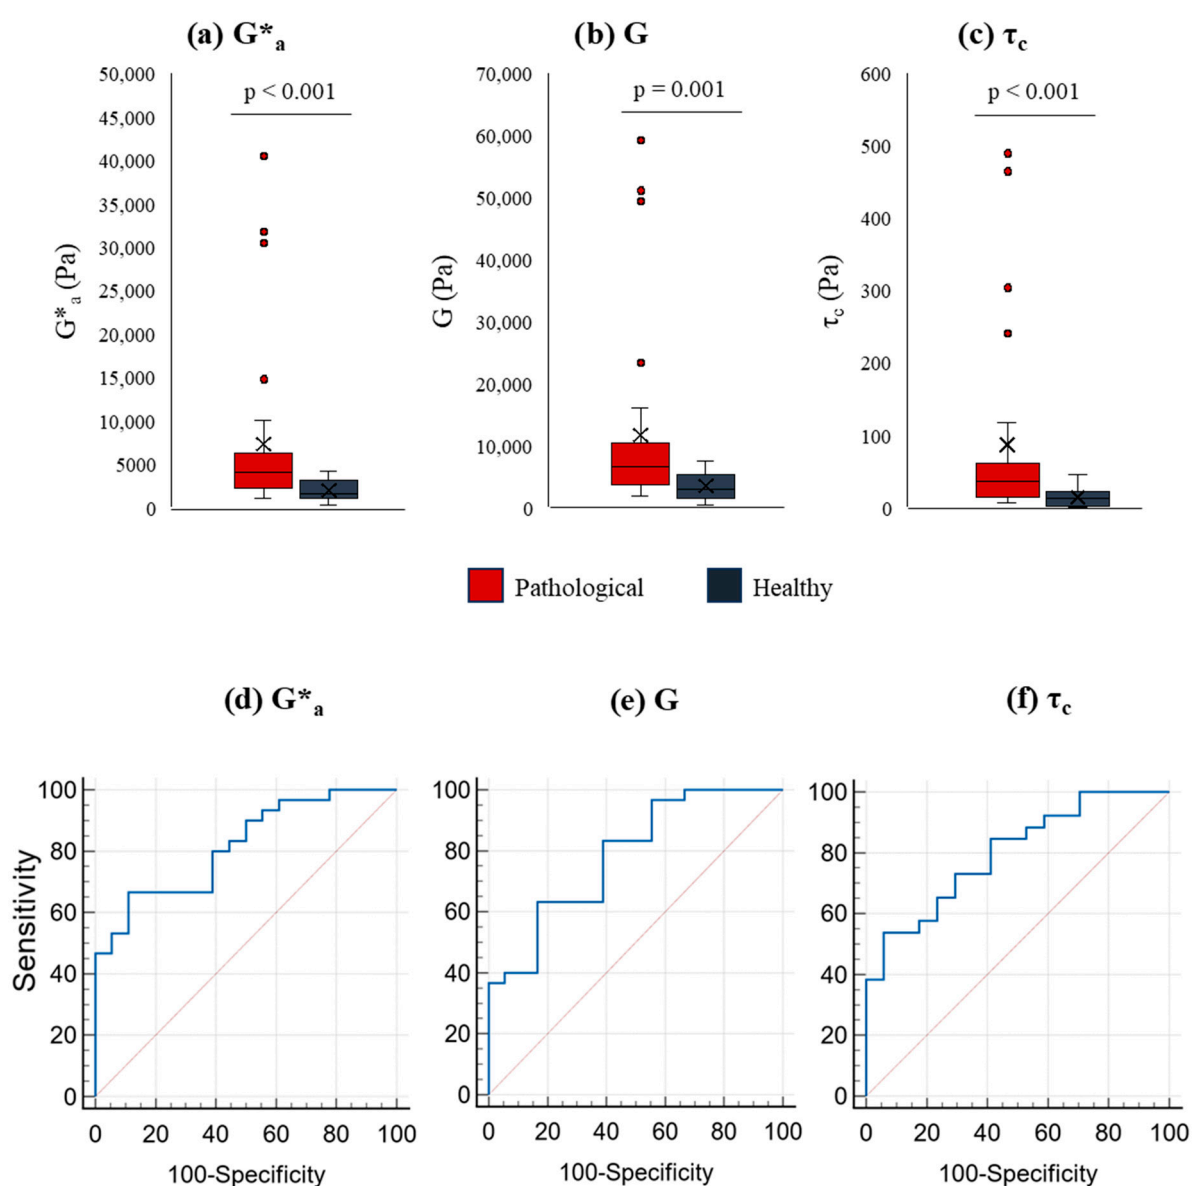 (a) G*a
(b) G
(c) τc
50,000
45,000
40,000
35,000
30,000
25,000
20,000
15,000
10,000
5000
0
G*a (Pa)
p < 0.001
70,000
60,000
50,000
40,000
30,000
20,000
10,000
0
G (Pa)
p = 0.001
600
500
400
300
200
100
0
τc (Pa)
p < 0.001
Pathological
Healthy
(d) G*a
(e) G
(f) τc
Sensitivity
100
80
60
40
20
0
0 20 40 60 80 100
100-Specificity
100
80
60
40
20
0
0 20 40 60 80 100
100-Specificity
100
80
60
40
20
0
0 20 40 60 80 100
100-Specificity